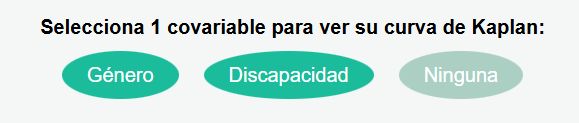 Selecciona 1 covariable para ver su curva de Kaplan:
Género Discapacidad Ninguna